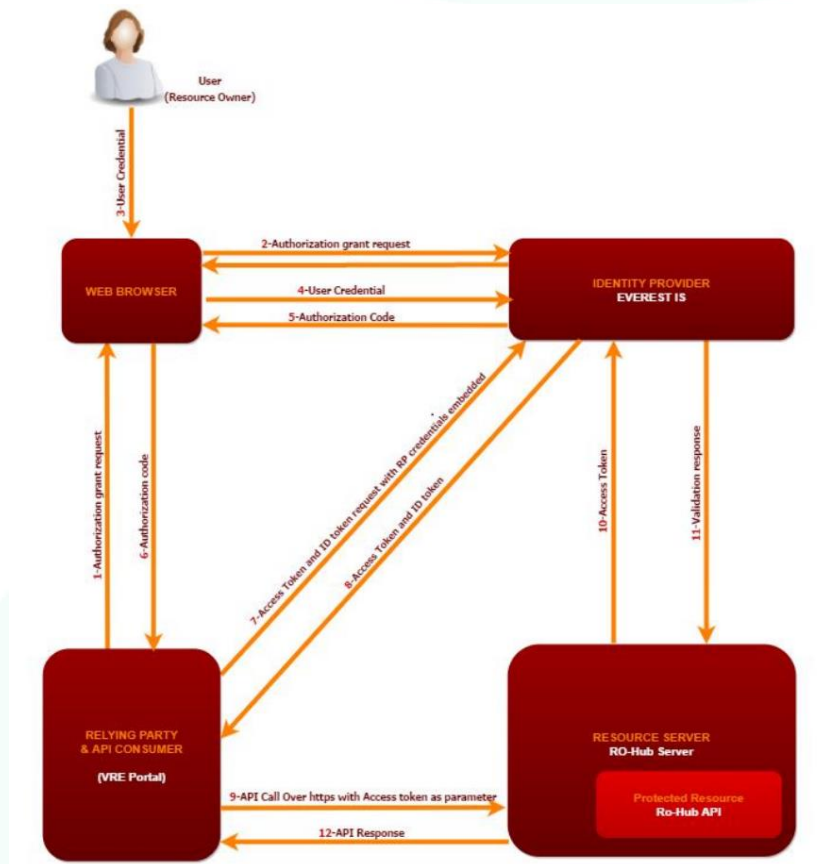 User
(Resource Owner)
3-User Credential
2-Authorization grant request
WEB BROWSER
IDENTITY PROVIDER
EVEREST IS
4-User Credential
5-Authorization Code
1-Authorization grant request
6-Authorization code
7-Access Token and ID token request with RP credentials embedded
8-Access Token and ID token
10-Access Token
11-Validation response
RELYING PARTY
& API CONSUMER
(VRE Portal)
RESOURCE SERVER
RO-Hub Server
Protected Resource
Ro-Hub API
9-API Call Over https with Access token as parameter
12-API Response